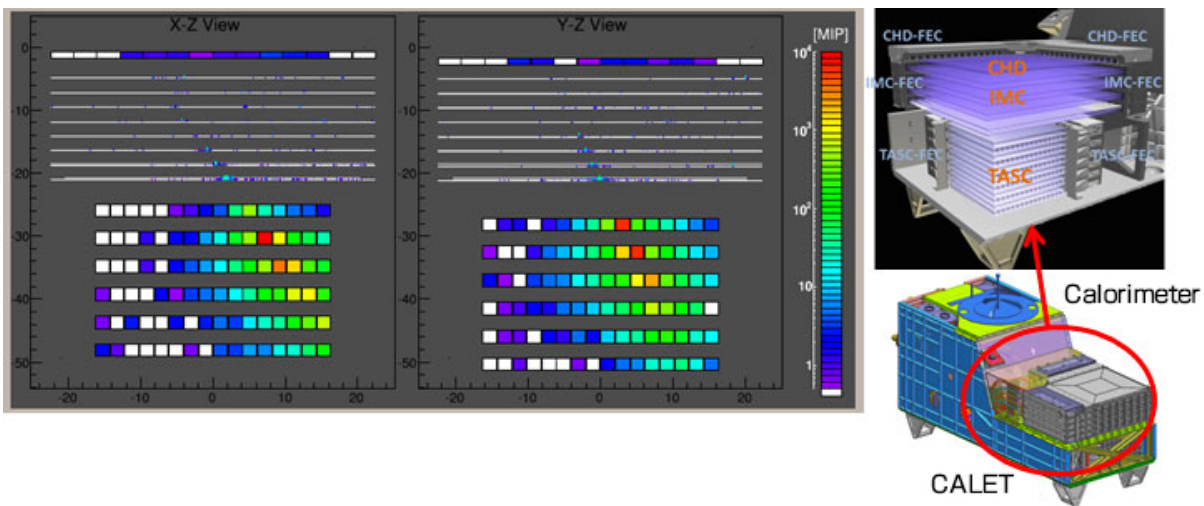 X-Z View
Y-Z View
[MIP]
0
-10
-20
-30
-40
-50
-20
-10
0
10
20
0
-10
-20
-30
-40
-50
-20
-10
0
10
20
10⁴
10³
10²
10
1
CHD-FEC
CHD-FEC
CHD
IMC-FEC
IMC-FEC
IMC
TASC-FEC
TASC-FEC
TASC
Calorimeter
CALET